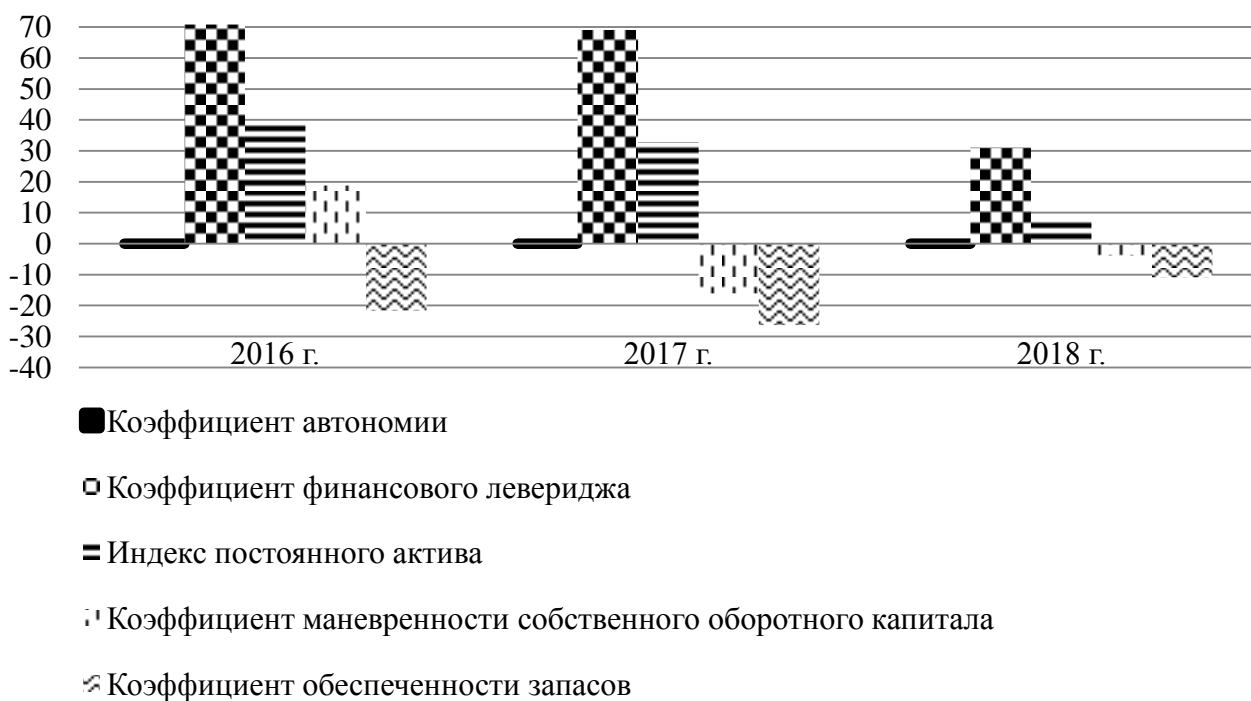 70
60
50
40
30
20
10
0
-10
-20
-30
-40
2016 г. 2017 г. 2018 г.
Коэффициент автономии
Коэффициент финансового левериджа
Индекс постоянного актива
Коэффициент маневренности собственного оборотного капитала
Коэффициент обеспеченности запасов